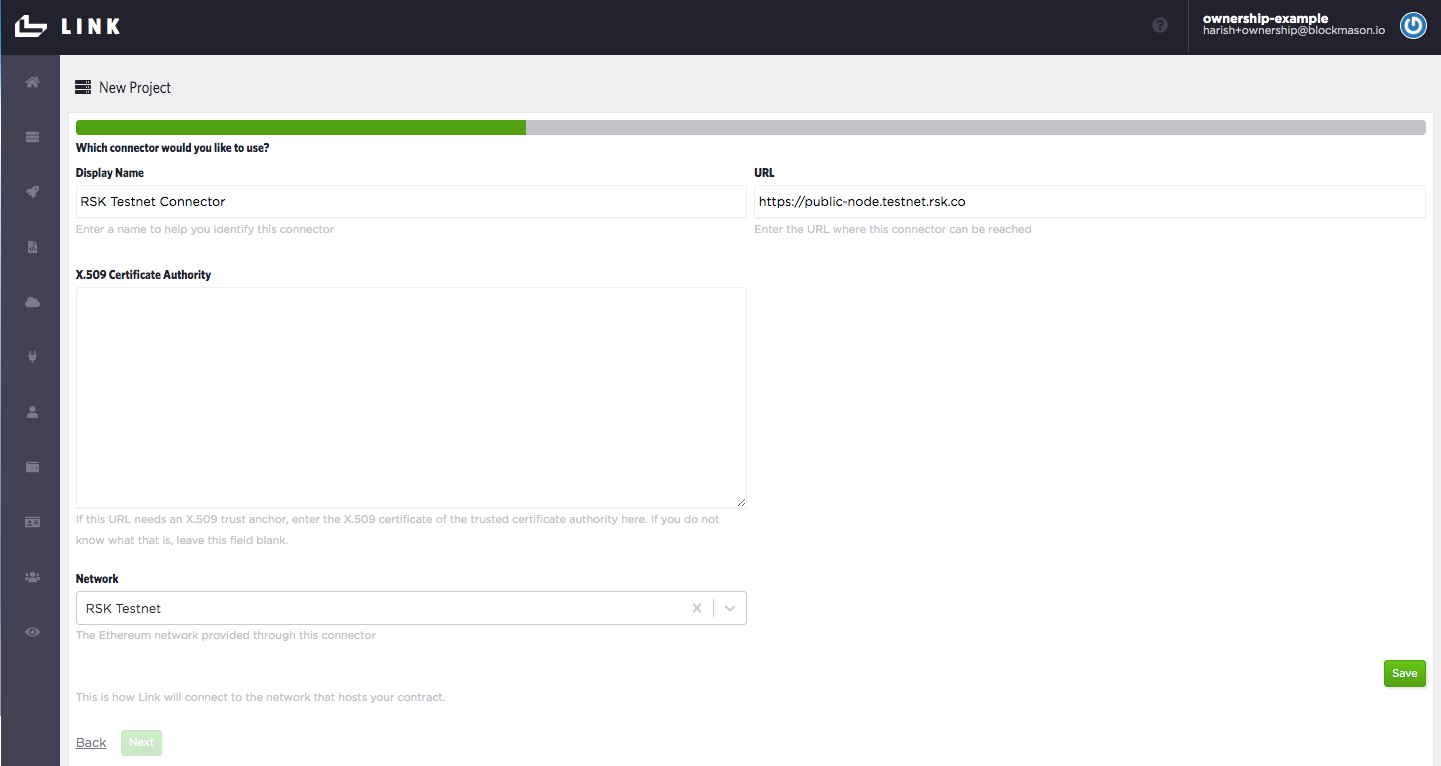 LINK
ownership-example
harish+ownership@blockmason.io
New Project
Which connector would you like to use?
Display Name
RSK Testnet Connector
Enter a name to help you identify this connector
URL
https://public-node.testnet.rsk.co
Enter the URL where this connector can be reached
X.509 Certificate Authority
If this URL needs an X.509 trust anchor, enter the X.509 certificate of the trusted certificate authority here. If you do not
know what that is, leave this field blank.
Network
RSK Testnet
The Ethereum network provided through this connector
Save
This is how Link will connect to the network that hosts your contract.
Back
Next